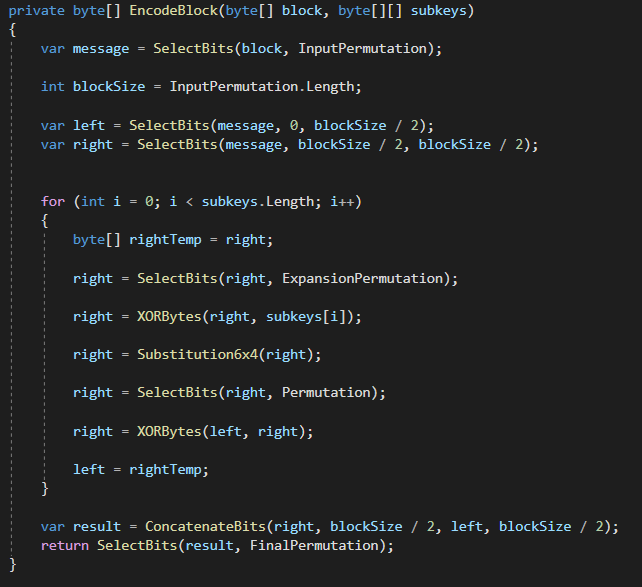 private byte[] EncodeBlock(byte[] block, byte[][] subkeys)
{
var message = SelectBits(block, InputPermutation);
int blockSize = InputPermutation.Length;
var left = SelectBits(message, 0, blockSize / 2);
var right = SelectBits(message, blockSize / 2, blockSize / 2);
for (int i = 0; i < subkeys.Length; i++)
{
byte[] rightTemp = right;
right = SelectBits(right, ExpansionPermutation);
right = XORBytes(right, subkeys[i]);
right = Substitution6x4(right);
right = SelectBits(right, Permutation);
right = XORBytes(left, right);
left = rightTemp;
}
var result = ConcatenateBits(right, blockSize / 2, left, blockSize / 2);
return SelectBits(result, FinalPermutation);
}